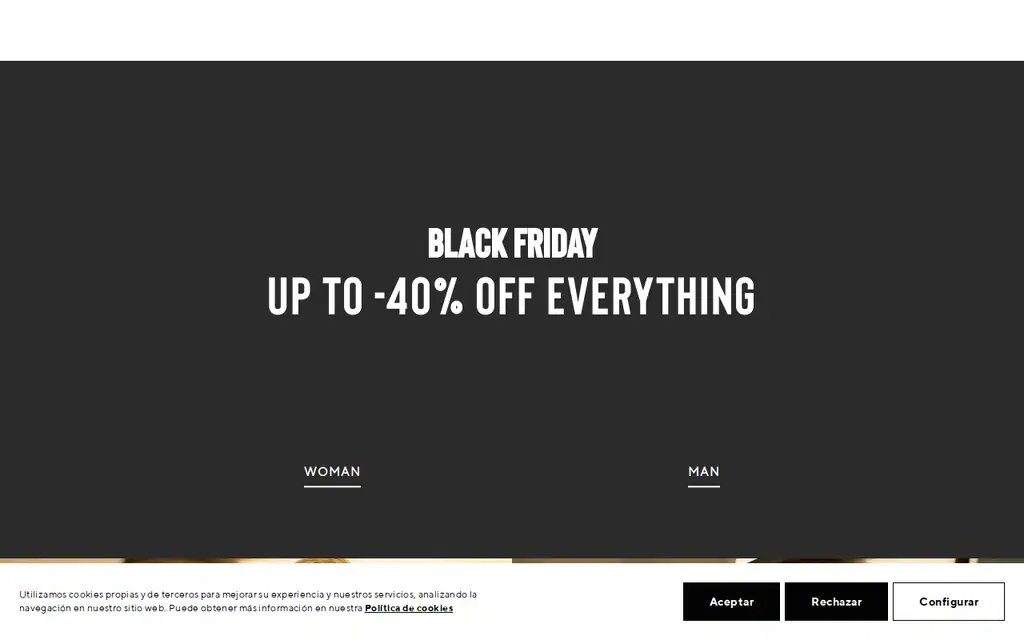 BLACK FRIDAY
UP TO -40% OFF EVERYTHING
WOMAN
MAN
Utilizamos cookies propias y de terceros para mejorar su experiencia y nuestros servicios, analizando la
navegación en nuestro sitio web. Puede obtener más información en nuestra Política de cookies
Aceptar
Rechazar
Configurar